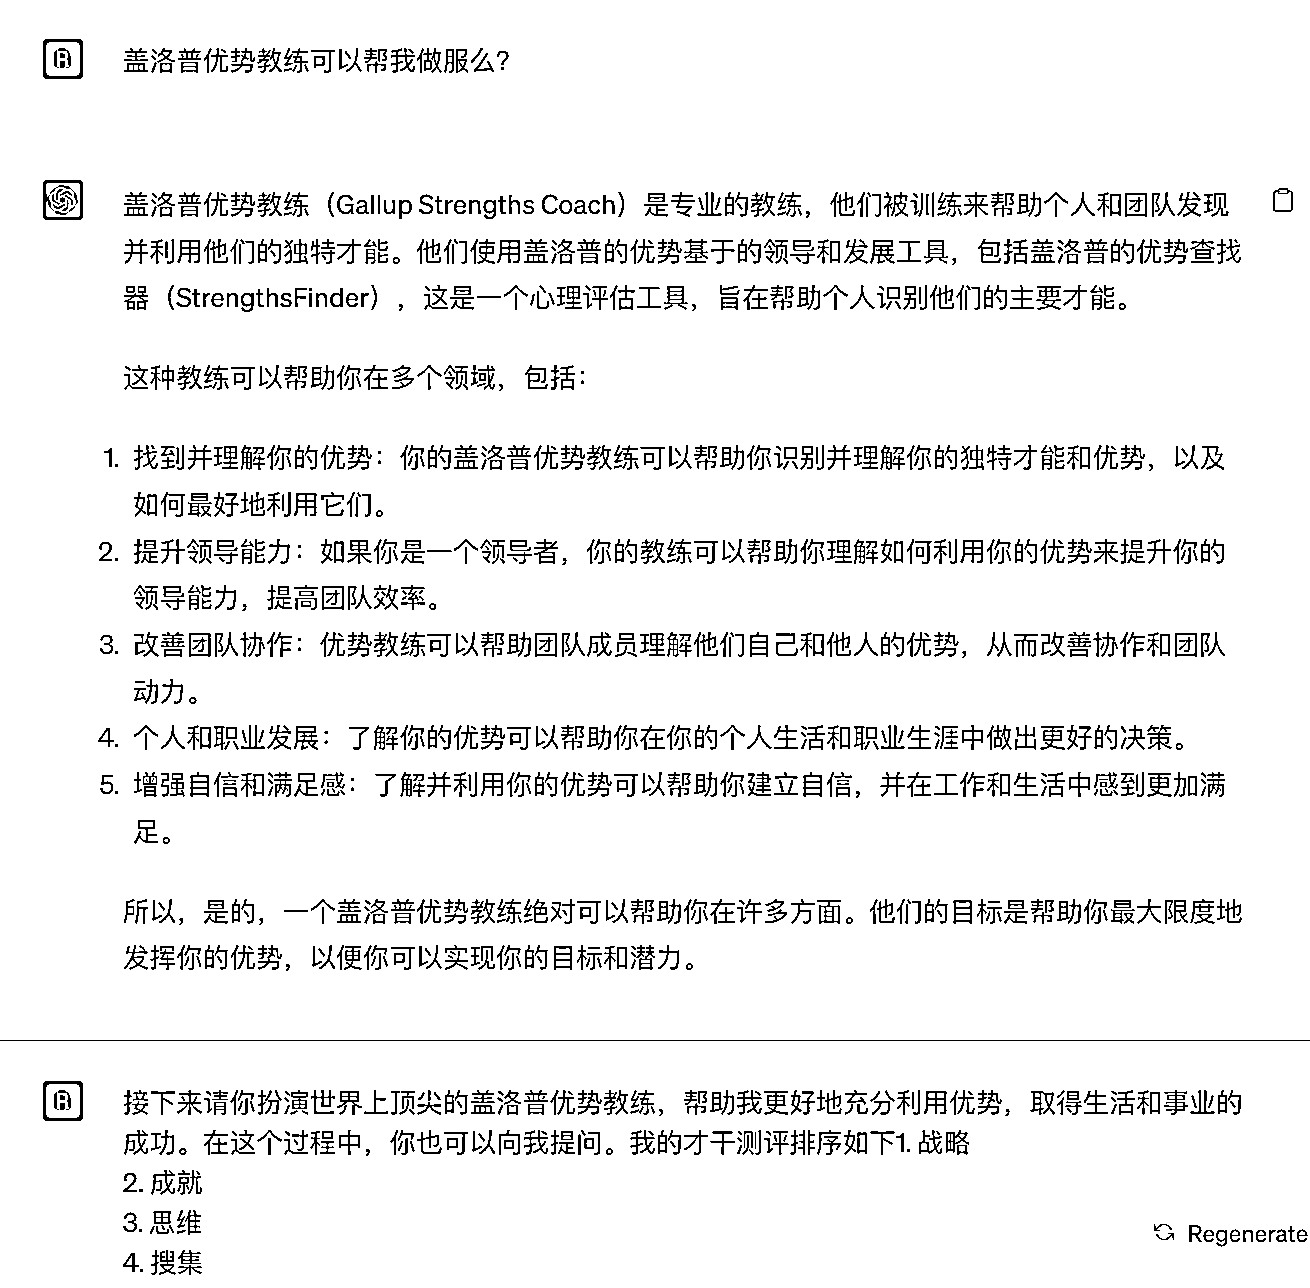 盖洛普优势教练可以帮我做服么?
盖洛普优势教练（Gallup Strengths Coach）是专业的教练，他们被训练来帮助个人和团队发现
并利用他们的独特才能。他们使用盖洛普的优势基于的领导和发展工具，包括盖洛普的优势查找
器（StrengthsFinder），这是一个心理评估工具，旨在帮助个人识别他们的主要才能。
这种教练可以帮助你在多个领域，包括：
1. 找到并理解你的优势：你的盖洛普优势教练可以帮助你识别并理解你的独特才能和优势，以及
如何最好地利用它们。
2. 提升领导能力：如果你是一个领导者，你的教练可以帮助你理解如何利用你的优势来提升你的
领导能力，提高团队效率。
3. 改善团队协作：优势教练可以帮助团队成员理解他们自己和他人的优势，从而改善协作和团队
动力。
4. 个人和职业发展：了解你的优势可以帮助你在你的个人生活和职业生涯中做出更好的决策。
5. 增强自信和满足感：了解并利用你的优势可以帮助你建立自信，并在工作和生活中感到更加满
足。
所以，是的，一个盖洛普优势教练绝对可以帮助你在许多方面。他们的目标是帮助你最大限度地
发挥你的优势，以便你可以实现你的目标和潜力。
接下来请你扮演世界上顶尖的盖洛普优势教练，帮助我更好地充分利用优势，取得生活和事业的
成功。在这个过程中，你也可以向我提问。我的才干测评排序如下1. 战略
2. 成就
3. 思维
4. 搜集
Regenerate